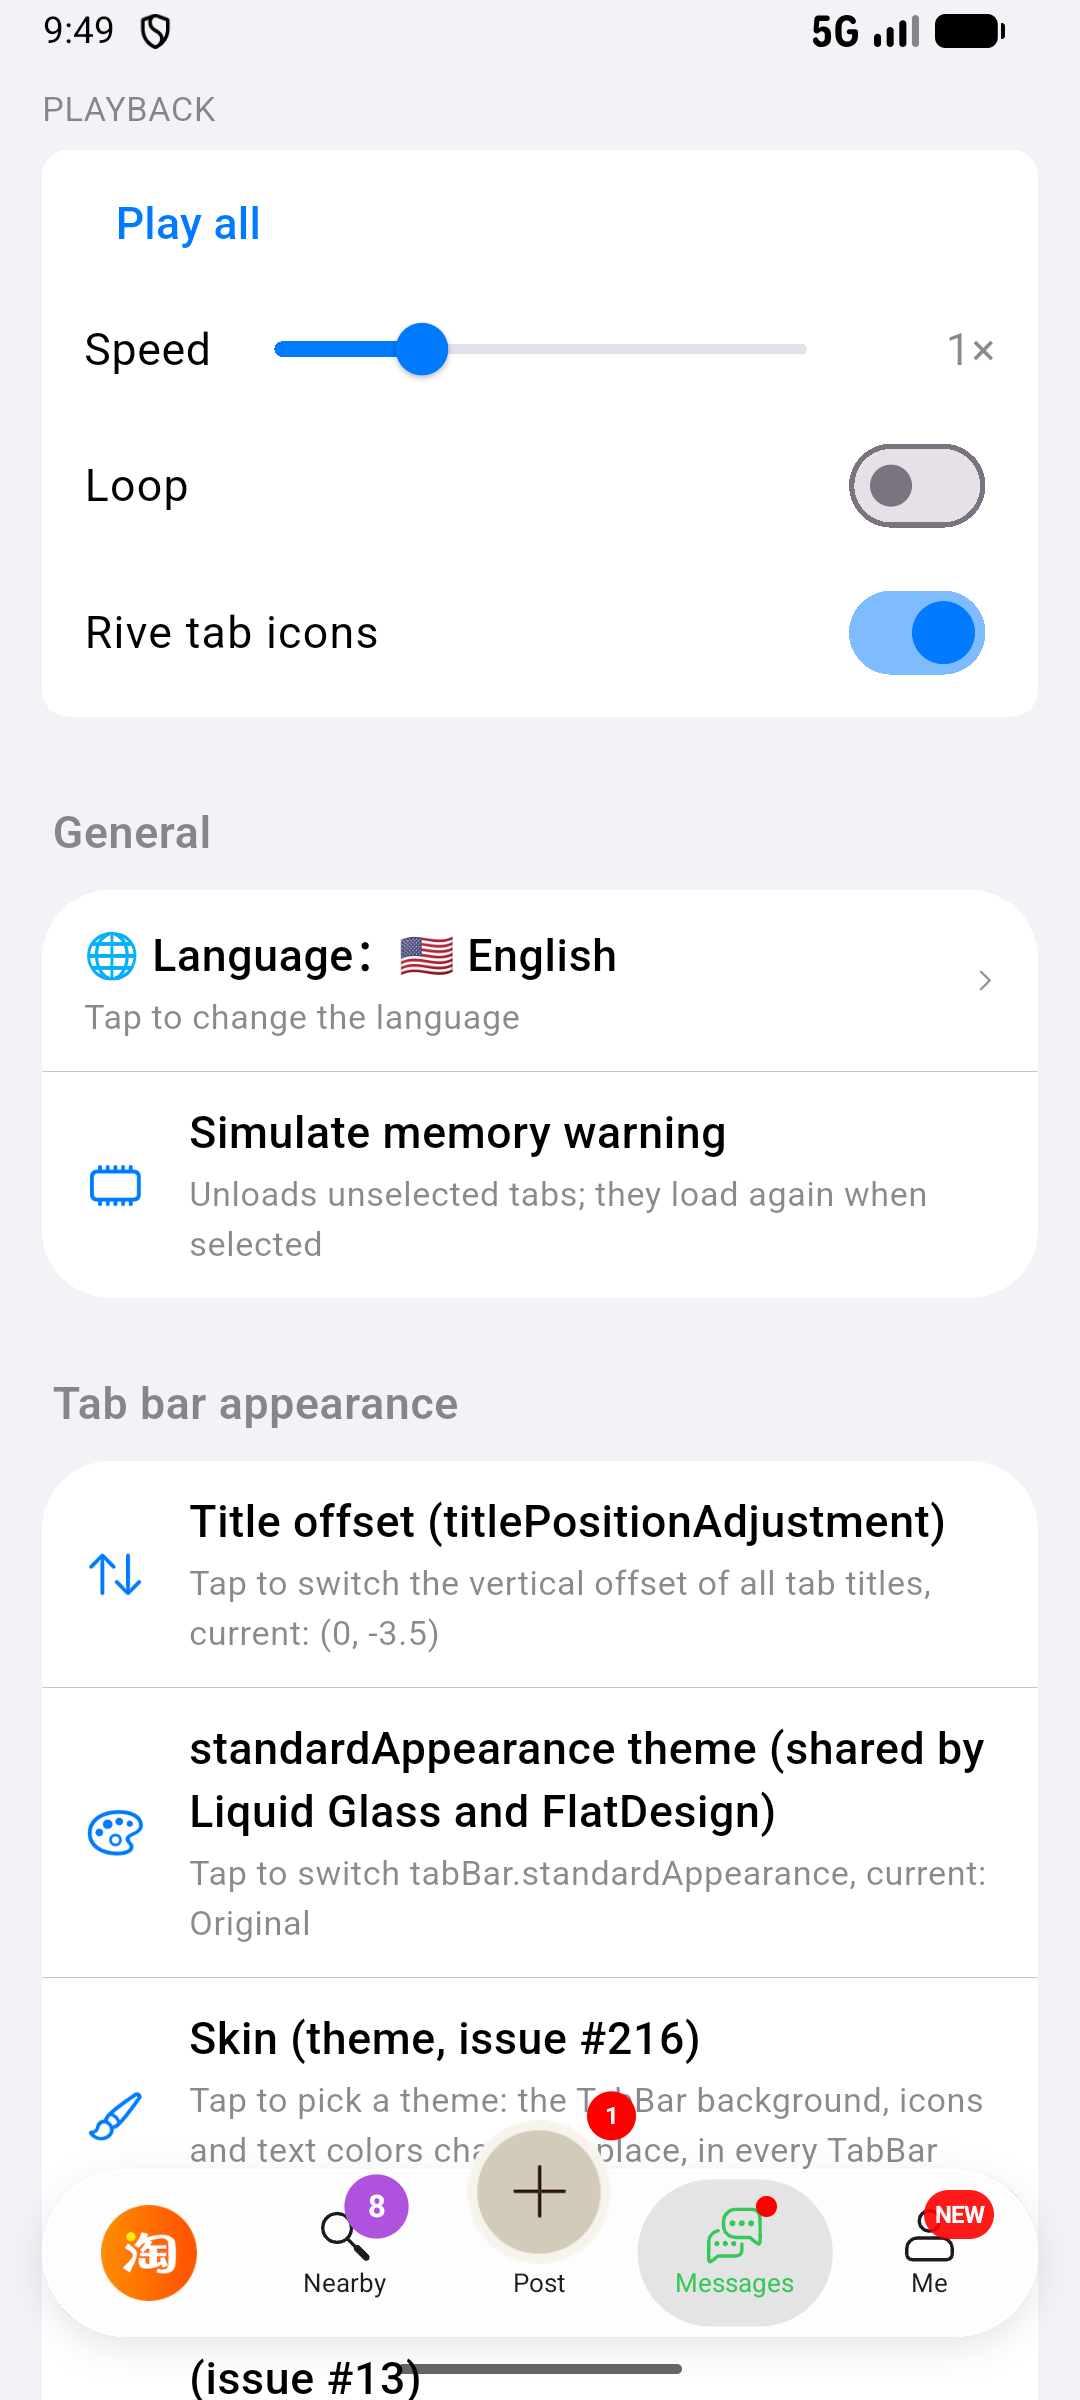 9:49
5G
PLAYBACK
Play all
Speed
1×
Loop
Rive tab icons
General
🌐 Language：🇺🇸 English
Tap to change the language
Simulate memory warning
Unloads unselected tabs; they load again when
selected
Tab bar appearance
Title offset (titlePositionAdjustment)
Tap to switch the vertical offset of all tab titles,
current: (0, -3.5)
standardAppearance theme (shared by
Liquid Glass and FlatDesign)
Tap to switch tabBar.standardAppearance, current:
Original
Skin (theme, issue #216)
Tap to pick a theme: the TabBar background, icons
and text colors place, in every TabBar
1
8
NEW
淘
Nearby
Post
Messages
Me
(issue #13)